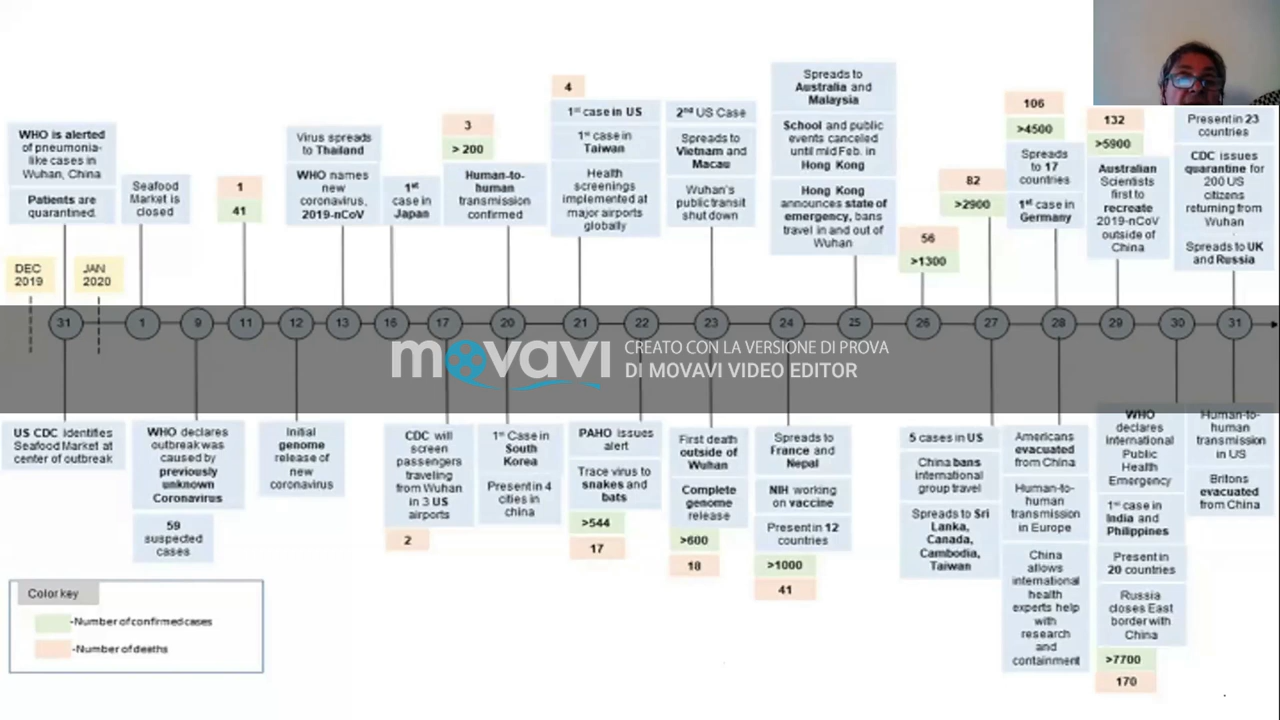 WHO is alerted
of pneumonia-
like cases in
Wuhan, China
Patients are
quarantined.
Seafood
Market is
closed
1
41
Virus spreads
to Thailand
WHO names
new
coronavirus,
2019-nCoV
1st
case in
Japan
3
> 200
Human-to-
human
transmission
confirmed
4
1st case in US
1st case in
Taiwan
Health
screenings
implemented at
major airports
globally
2nd US Case
Spreads to
Vietnam and
Macau
Wuhan's
public transit
shut down
Spreads to
Australia and
Malaysia
School and public
events canceled
until mid Feb. in
Hong Kong
Hong Kong
announces state of
emergency, bans
travel in and out of
Wuhan
56
>1300
82
>2900
106
>4500
Spreads
to 17
countries
1st case in
Germany
132
>5900
Australian
Scientists
first to
recreate
2019-nCoV
outside of
China
Present in 23
countries
CDC issues
quarantine for
200 US
citizens
returning from
Wuhan
Spreads to UK
and Russia
DEC
2019
JAN
2020
31 1 9 11 12 13 16 17 20 21 22 23 24 25 26 27 28 29 30 31
movavi
CREATO CON LA VERSIONE DI PROVA
DI MOVAVI VIDEO EDITOR
US CDC identifies
Seafood Market at
center of outbreak
WHO declares
outbreak was
caused by
previously
unknown
Coronavirus
59
suspected
cases
Initial
genome
release of
new
coronavirus
CDC will
screen
passengers
traveling
from Wuhan
in 3 US
airports
2
1st Case in
South
Korea
Present in 4
cities in
china
PAHO issues
alert
Trace virus to
snakes and
bats
>544
17
First death
outside of
Wuhan
Complete
genome
release
>600
18
Spreads to
France and
Nepal
NIH working
on vaccine
Present in 12
countries
>1000
41
5 cases in US
China bans
international
group travel
Spreads to Sri
Lanka,
Canada,
Cambodia,
Taiwan
Americans
evacuated
from China
Human-to-
human
transmission
in Europe
China
allows
international
health
experts help
with
research
and
containment
WHO
declares
International
Public
Health
Emergency
1st case in
India and
Philippines
Present in
20 countries
Russia
closes East
border with
China
>7700
170
Human-to-
human
transmission
in US
Britons
evacuated
from China
Color key
-Number of confirmed cases
-Number of deaths